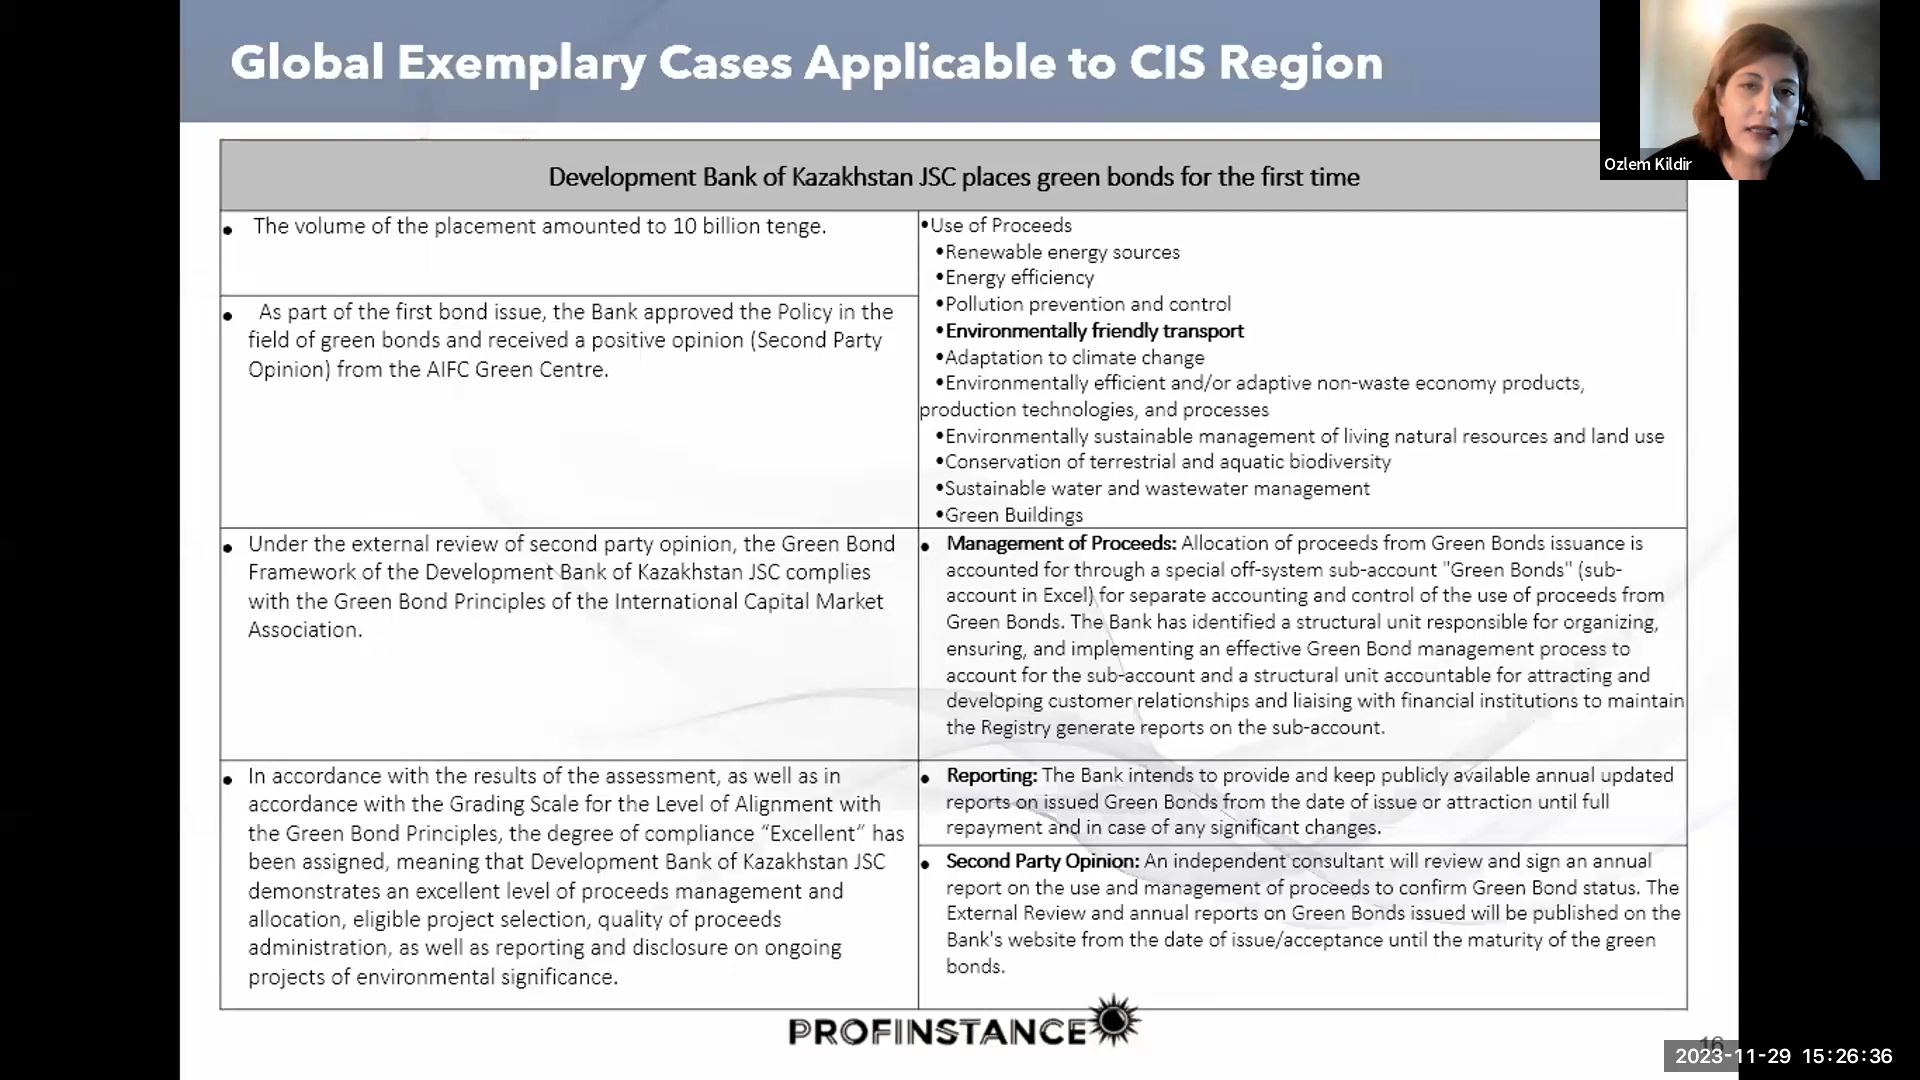 Global Exemplary Cases Applicable to CIS Region
Ozlem Kildir
Development Bank of Kazakhstan JSC places green bonds for the first time
• The volume of the placement amounted to 10 billion tenge.
• As part of the first bond issue, the Bank approved the Policy in the
field of green bonds and received a positive opinion (Second Party
Opinion) from the AIFC Green Centre.
• Under the external review of second party opinion, the Green Bond
Framework of the Development Bank of Kazakhstan JSC complies
with the Green Bond Principles of the International Capital Market
Association.
• In accordance with the results of the assessment, as well as in
accordance with the Grading Scale for the Level of Alignment with
the Green Bond Principles, the degree of compliance “Excellent” has
been assigned, meaning that Development Bank of Kazakhstan JSC
demonstrates an excellent level of proceeds management and
allocation, eligible project selection, quality of proceeds
administration, as well as reporting and disclosure on ongoing
projects of environmental significance.
•Use of Proceeds
•Renewable energy sources
•Energy efficiency
•Pollution prevention and control
•Environmentally friendly transport
•Adaptation to climate change
•Environmentally efficient and/or adaptive non-waste economy products,
production technologies, and processes
•Environmentally sustainable management of living natural resources and land use
•Conservation of terrestrial and aquatic biodiversity
•Sustainable water and wastewater management
•Green Buildings
• Management of Proceeds: Allocation of proceeds from Green Bonds issuance is
accounted for through a special off-system sub-account "Green Bonds" (sub-
account in Excel) for separate accounting and control of the use of proceeds from
Green Bonds. The Bank has identified a structural unit responsible for organizing,
ensuring, and implementing an effective Green Bond management process to
account for the sub-account and a structural unit accountable for attracting and
developing customer relationships and liaising with financial institutions to maintain
the Registry generate reports on the sub-account.
• Reporting: The Bank intends to provide and keep publicly available annual updated
reports on issued Green Bonds from the date of issue or attraction until full
repayment and in case of any significant changes.
• Second Party Opinion: An independent consultant will review and sign an annual
report on the use and management of proceeds to confirm Green Bond status. The
External Review and annual reports on Green Bonds issued will be published on the
Bank's website from the date of issue/acceptance until the maturity of the green
bonds.
PROFINSTANCE
16
2023-11-29 15:26:36